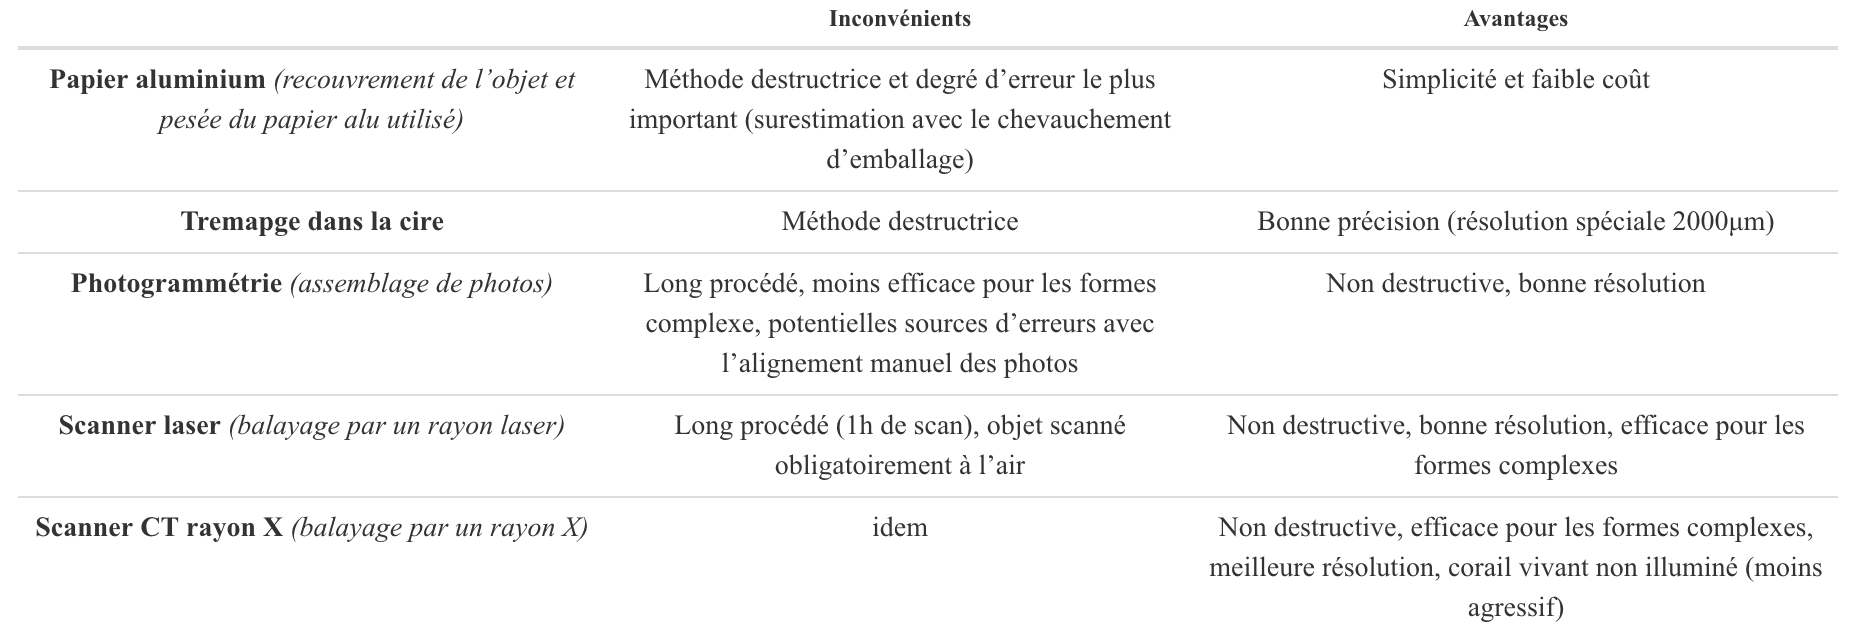 Inconvénients Avantages
Papier aluminium (recouvrement de l’objet et
pesée du papier alu utilisé)
Méthode destructrice et degré d’erreur le plus
important (surestimation avec le chevauchement
d’emballage)
Simplicité et faible coût
Tremapge dans la cire
Méthode destructrice
Bonne précision (résolution spéciale 2000μm)
Photogrammétrie (assemblage de photos)
Long procédé, moins efficace pour les formes
complexe, potentielles sources d’erreurs avec
l’alignement manuel des photos
Non destructive, bonne résolution
Scanner laser (balayage par un rayon laser)
Long procédé (1h de scan), objet scanné
obligatoirement à l’air
Non destructive, bonne résolution, efficace pour les
formes complexes
Scanner CT rayon X (balayage par un rayon X)
idem
Non destructive, efficace pour les formes complexes,
meilleure résolution, corail vivant non illuminé (moins
agressif)